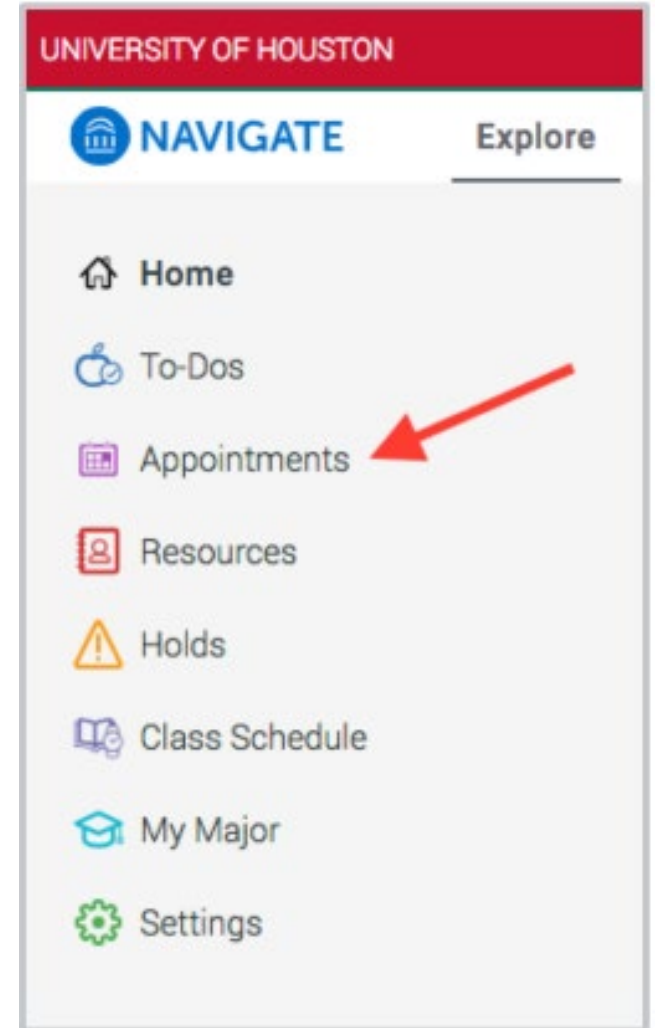 UNIVERSITY OF HOUSTON
NAVIGATE Explore
Home
To-Dos
Appointments
Resources
Holds
Class Schedule
My Major
Settings